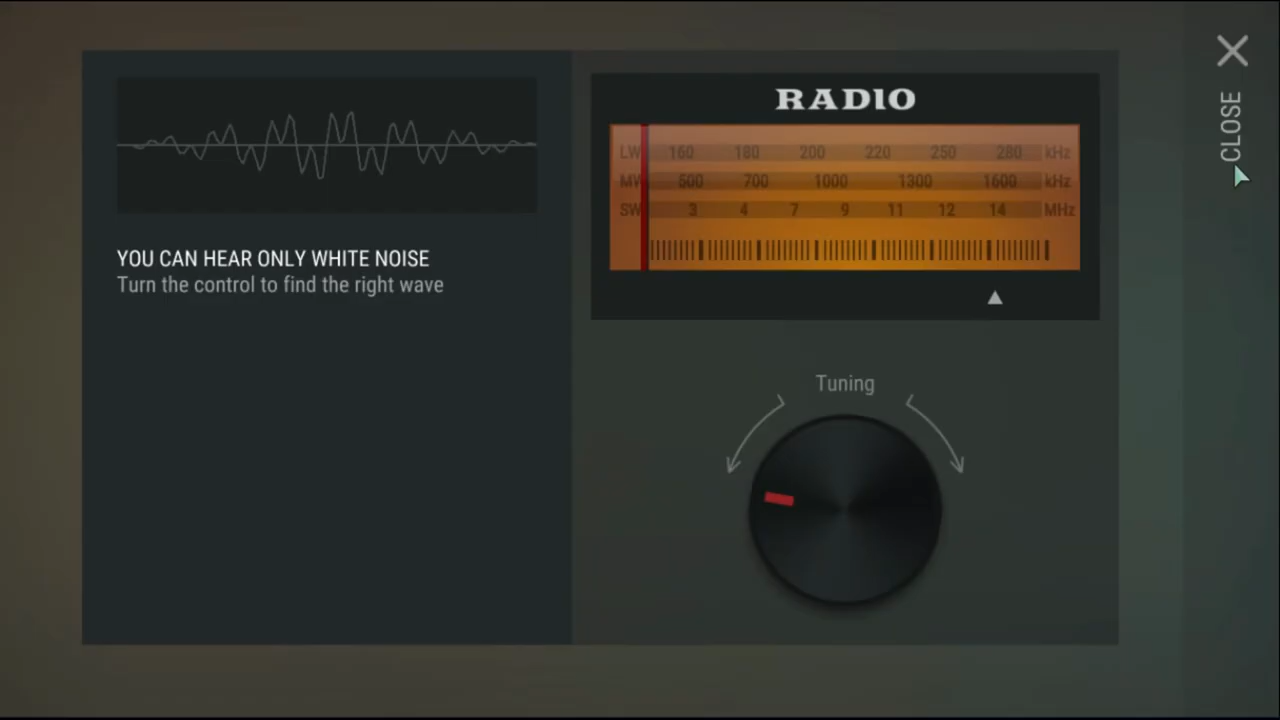 RADIO
CLOSE
LW 160 180 200 220 250 280 kHz
MW 500 700 1000 1300 1600 kHz
SW 3 4 7 9 11 12 14 MHz
YOU CAN HEAR ONLY WHITE NOISE
Turn the control to find the right wave
Tuning